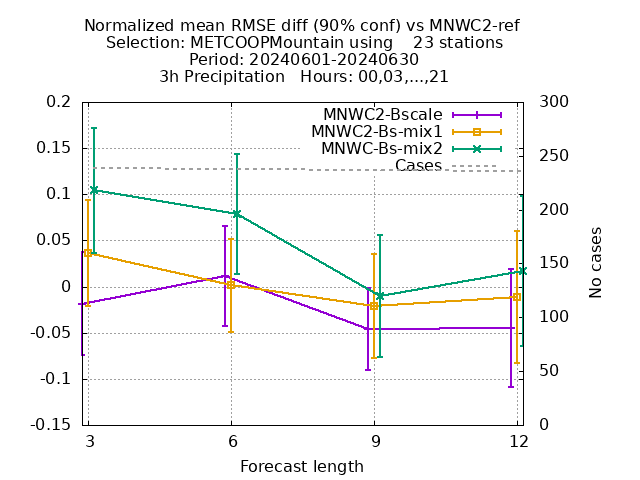 Normalized mean RMSE diff (90% conf) vs MNWC2-ref
Selection: METCOOPMountain using 23 stations
Period: 20240601-20240630
3h Precipitation Hours: 00,03,...,21
MNWC2-Bscale
MNWC2-Bs-mix1
MNWC-Bs-mix2
Cases
0.2
0.15
0.1
0.05
0
-0.05
-0.1
-0.15
300
250
200
150
100
50
0
No cases
3 6 9 12
Forecast length